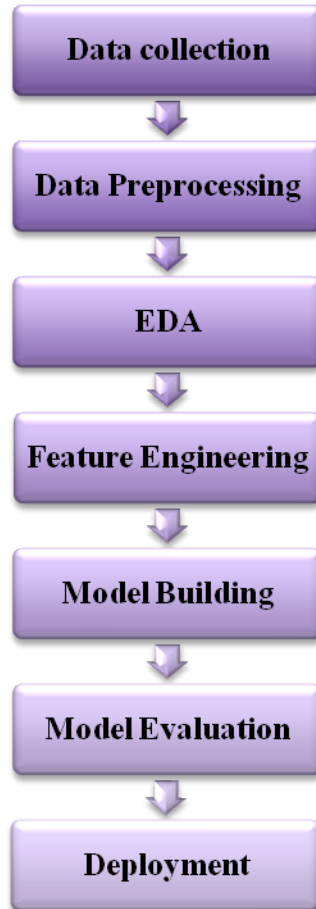 Data collection
Data Preprocessing
EDA
Feature Engineering
Model Building
Model Evaluation
Deployment